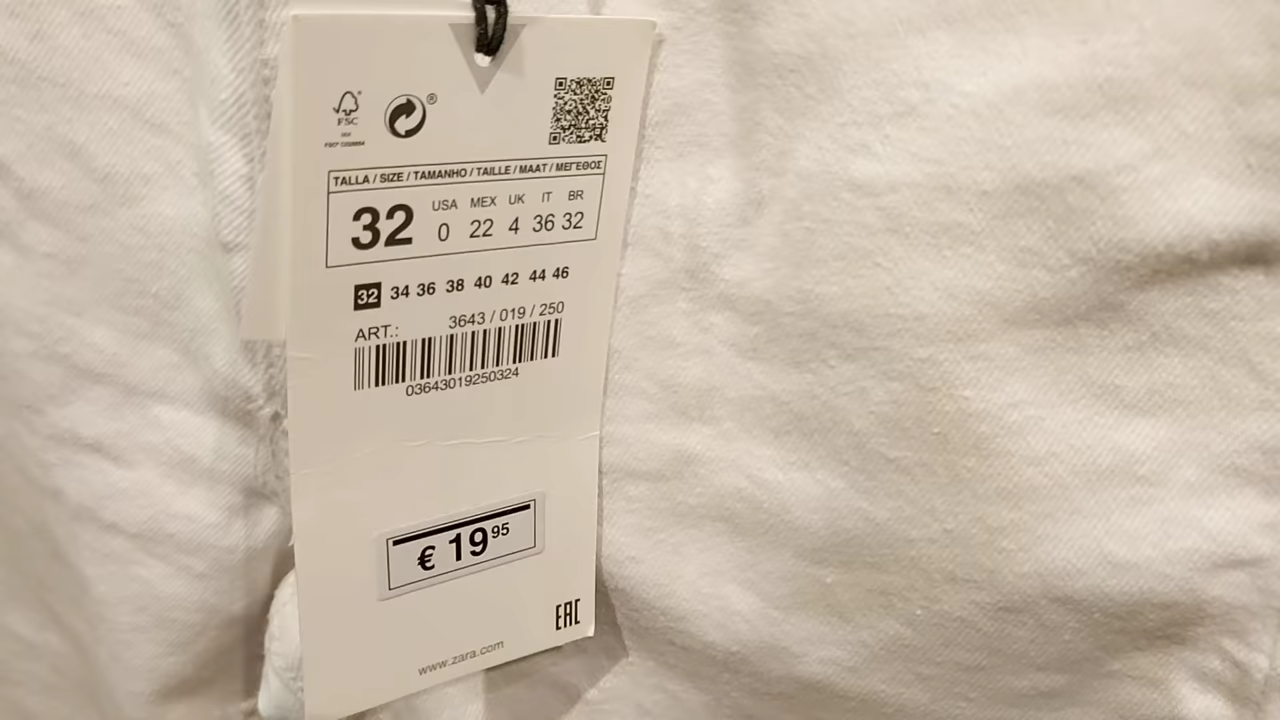 FSC
®
TALLA / SIZE / TAMANHO / TAILLE / MAAT / ΜΕΓΕΘΟΣ
32
USA MEX UK IT BR
0 22 4 36 32
32 34 36 38 40 42 44 46
ART.: 3643 / 019 / 250
03643019250324
€ 19 95
EAC
www.zara.com